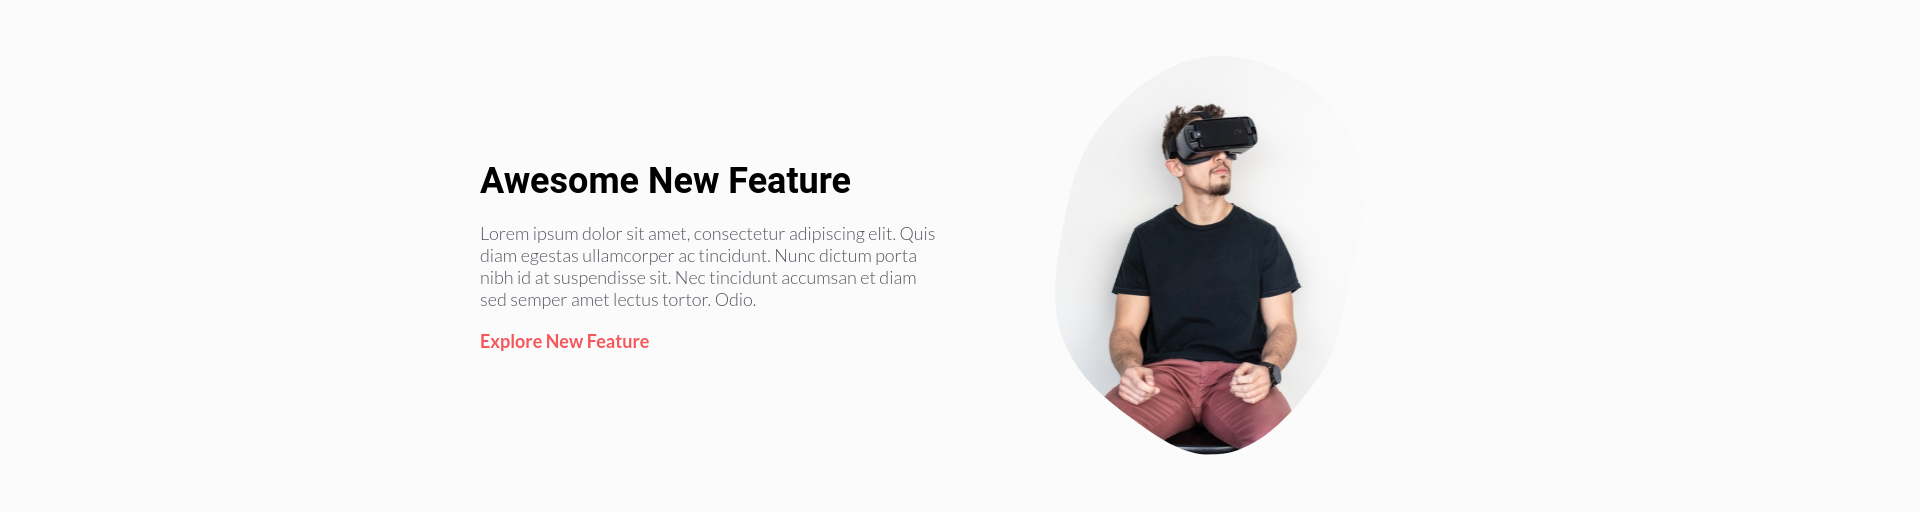 Awesome New Feature
Lorem ipsum dolor sit amet, consectetur adipiscing elit. Quis
diam egestas ullamcorper ac tincidunt. Nunc dictum porta
nibh id at suspendisse sit. Nec tincidunt accumsan et diam
sed semper amet lectus tortor. Odio.
Explore New Feature